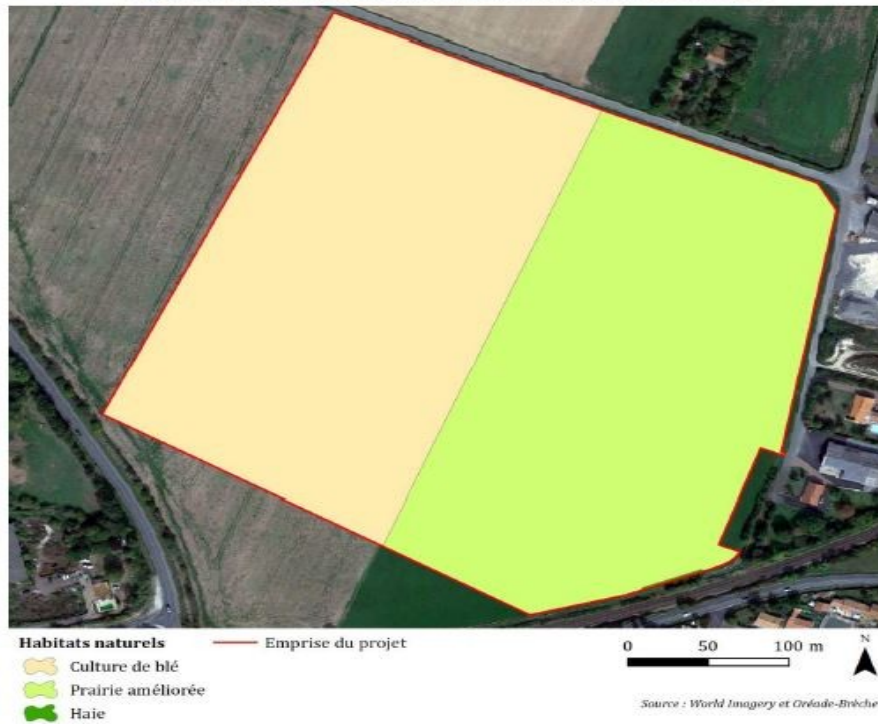 Habitats naturels
Emprise du projet
Culture de blé
Prairie améliorée
Haie
0 50 100 m
N
Source : World Imagery et Oréade-Brèche